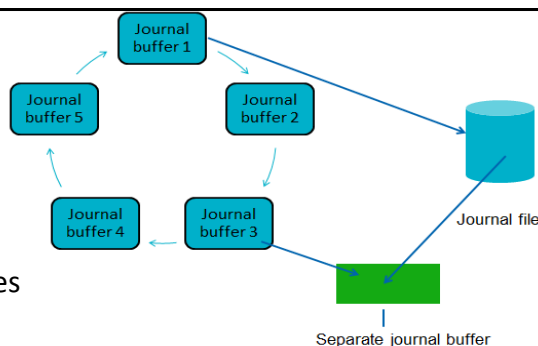 Journal
buffer 1
Journal
buffer 5
Journal
buffer 2
Journal
buffer 4
Journal
buffer 3
Journal file
es
Separate journal buffer